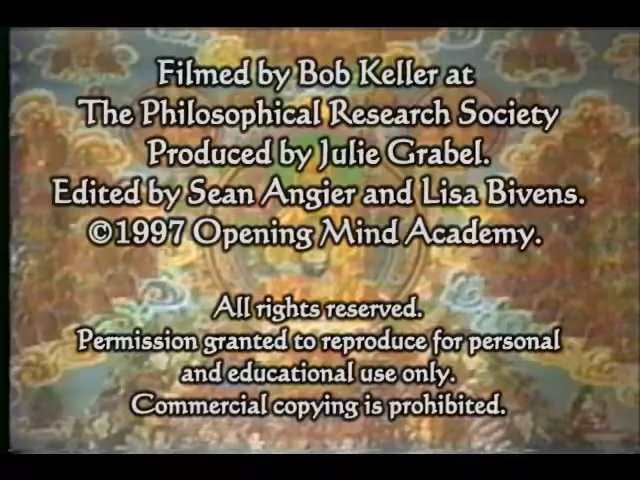 Filmed by Bob Keller at
The Philosophical Research Society
Produced by Julie Grabel.
Edited by Sean Angier and Lisa Bivens.
©1997 Opening Mind Academy.
All rights reserved.
Permission granted to reproduce for personal
and educational use only.
Commercial copying is prohibited.